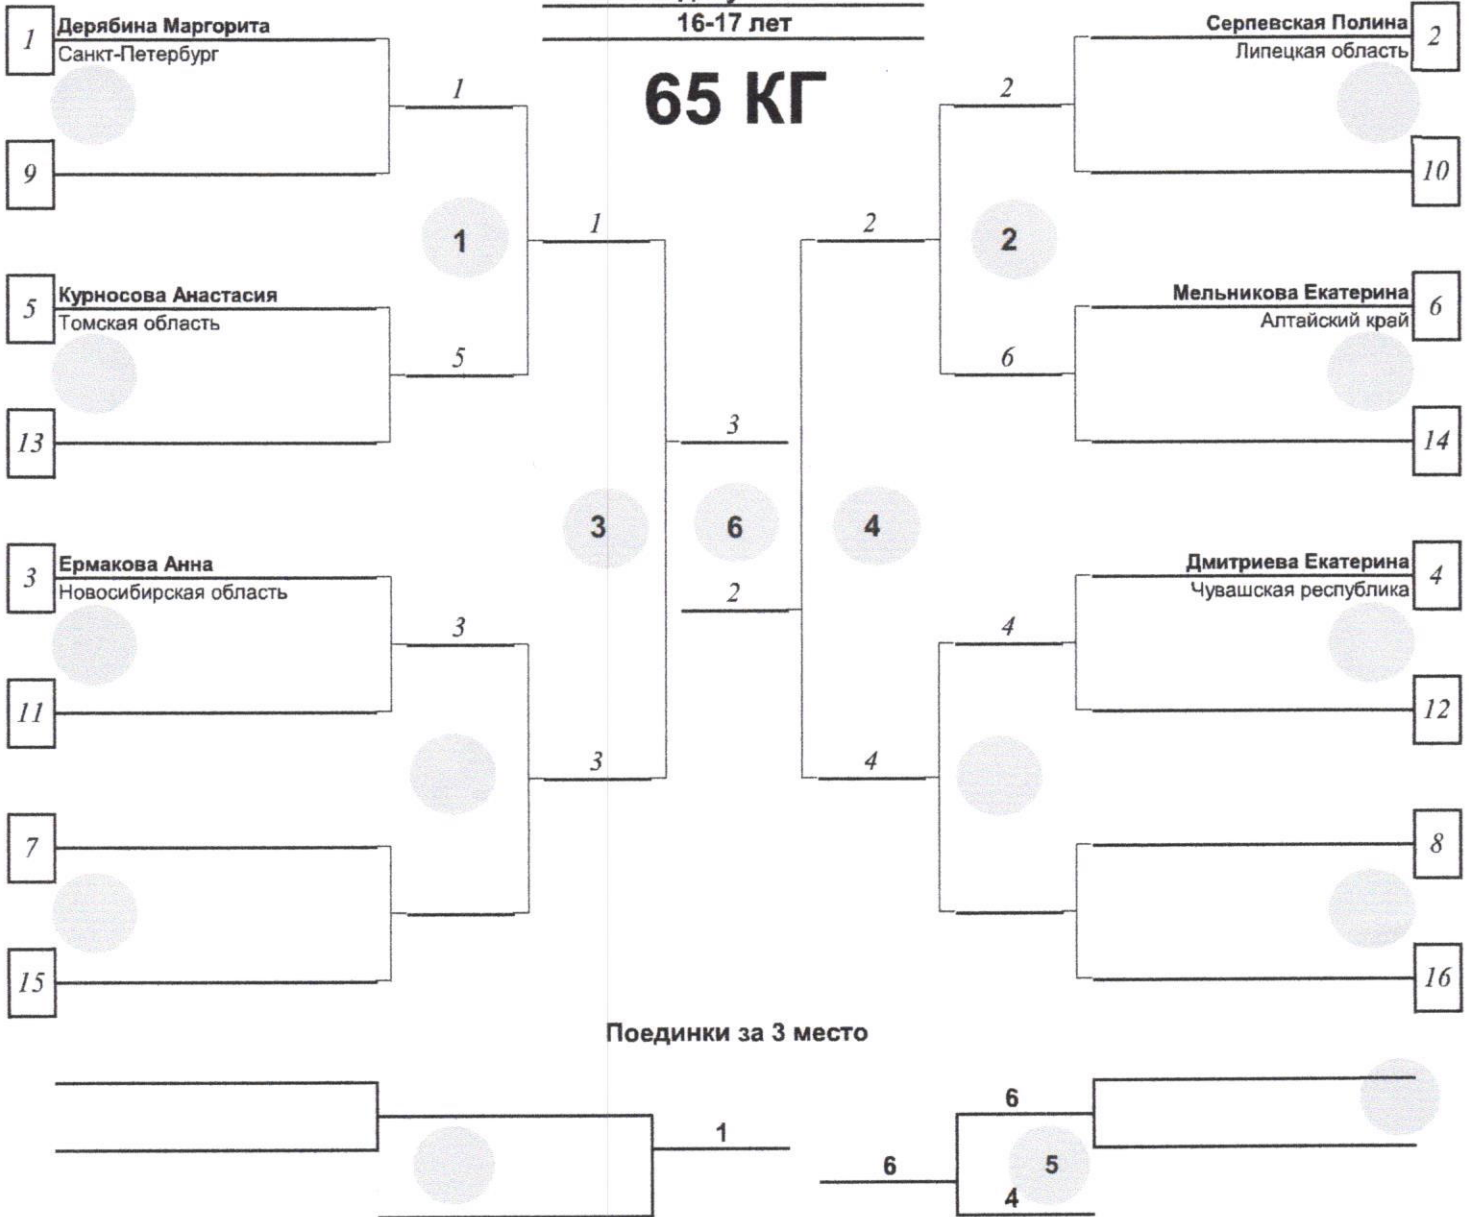 16-17 лет
65 КГ
1
Дерябина Маргорита
Санкт-Петербург
1
9
1
1
5
Курносова Анастасия
Томская область
5
13
3
3
Ермакова Анна
Новосибирская область
3
11
3
7
15
3
6
2
4
Серпевская Полина
2
Липецкая область
2
10
2
2
Мельникова Екатерина
6
Алтайский край
6
14
Дмитриева Екатерина
4
Чувашская республика
4
12
4
8
16
Поединки за 3 место
1
6
6
5
4